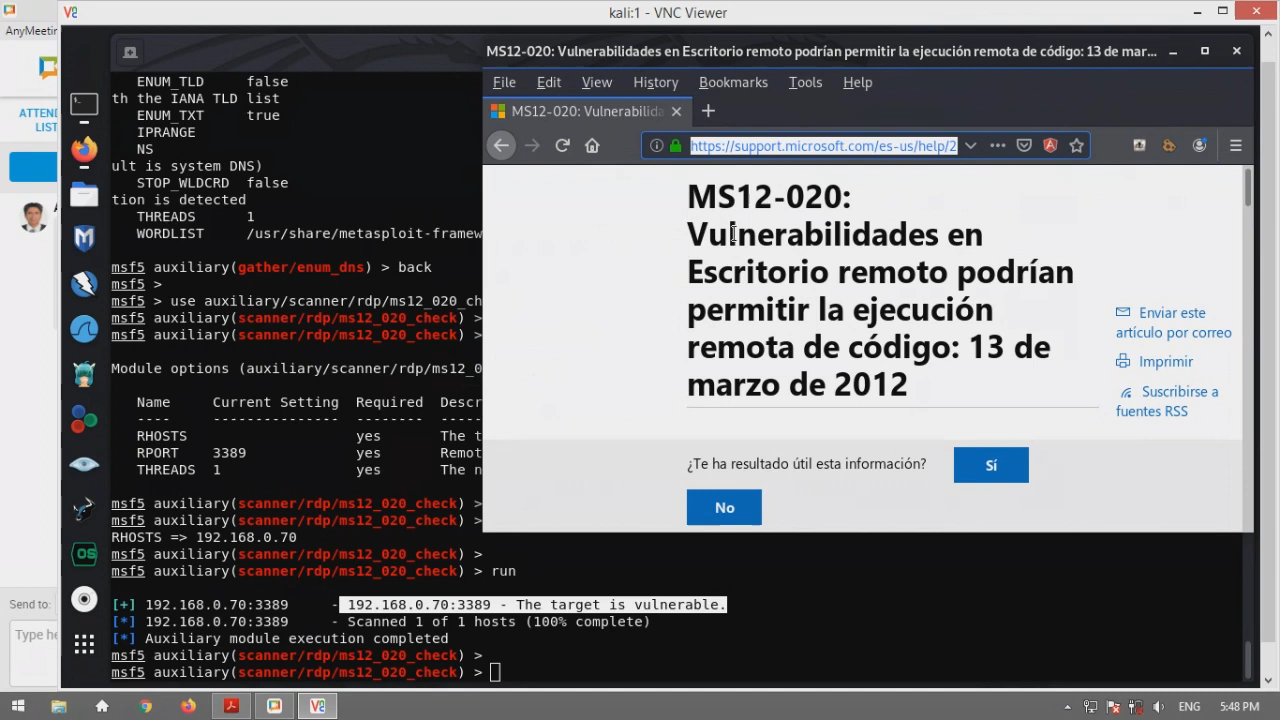 kali:1 - VNC Viewer
AnyMeeting
ATTEND
LIST
Send to:
Type he
ENUM_TLD false
th the IANA TLD list
ENUM_TXT true
IPRANGE
NS
ult is system DNS)
STOP_WLDCRD false
tion is detected
THREADS 1
WORDLIST /usr/share/metasploit-framew
msf5 auxiliary(gather/enum_dns) > back
msf5 >
msf5 > use auxiliary/scanner/rdp/ms12_020_ch
msf5 auxiliary(scanner/rdp/ms12_020_check) >
msf5 auxiliary(scanner/rdp/ms12_020_check) >
Module options (auxiliary/scanner/rdp/ms12_0
Name Current Setting Required Descr
---- --------------- -------- -----
RHOSTS yes The t
RPORT 3389 yes Remot
THREADS 1 yes The n
msf5 auxiliary(scanner/rdp/ms12_020_check) >
msf5 auxiliary(scanner/rdp/ms12_020_check) >
RHOSTS => 192.168.0.70
msf5 auxiliary(scanner/rdp/ms12_020_check) >
msf5 auxiliary(scanner/rdp/ms12_020_check) > run
[+] 192.168.0.70:3389 - 192.168.0.70:3389 - The target is vulnerable.
[*] 192.168.0.70:3389 - Scanned 1 of 1 hosts (100% complete)
[*] Auxiliary module execution completed
msf5 auxiliary(scanner/rdp/ms12_020_check) >
msf5 auxiliary(scanner/rdp/ms12_020_check) >
MS12-020: Vulnerabilidades en Escritorio remoto podrían permitir la ejecución remota de código: 13 de mar...
File Edit View History Bookmarks Tools Help
MS12-020: Vulnerabilida
https://support.microsoft.com/es-us/help/2
MS12-020:
Vulnerabilidades en
Escritorio remoto podrían
permitir la ejecución
remota de código: 13 de
marzo de 2012
Enviar este
artículo por correo
Imprimir
Suscribirse a
fuentes RSS
¿Te ha resultado útil esta información?
Sí
No
ENG
5:48 PM